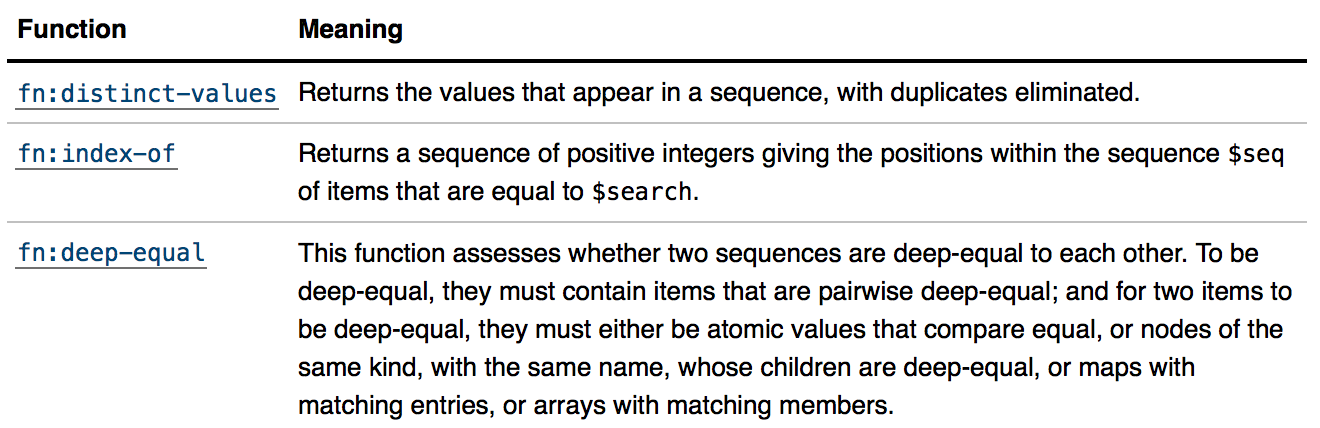 Function Meaning
fn:distinct-values Returns the values that appear in a sequence, with duplicates eliminated.
fn:index-of Returns a sequence of positive integers giving the positions within the sequence $seq
of items that are equal to $search.
fn:deep-equal This function assesses whether two sequences are deep-equal to each other. To be
deep-equal, they must contain items that are pairwise deep-equal; and for two items to
be deep-equal, they must either be atomic values that compare equal, or nodes of the
same kind, with the same name, whose children are deep-equal, or maps with
matching entries, or arrays with matching members.